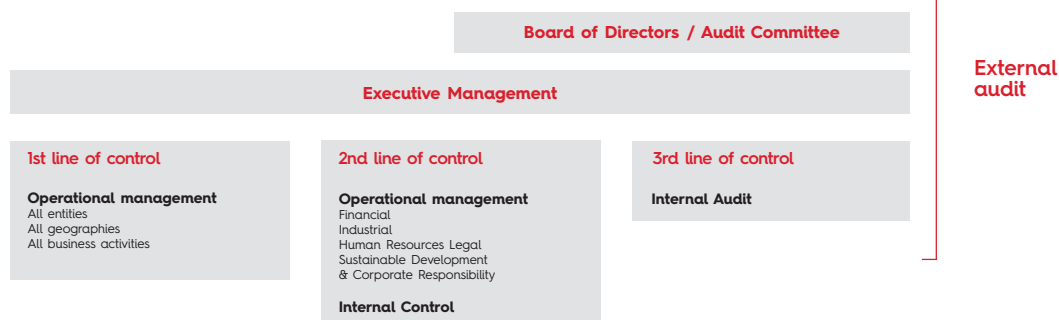 Board of Directors / Audit Committee
External
audit
Executive Management
1st line of control
Operational management
All entities
All geographies
All business activities
2nd line of control
Operational management
Financial
Industrial
Human Resources Legal
Sustainable Development
& Corporate Responsibility
Internal Control
3rd line of control
Internal Audit